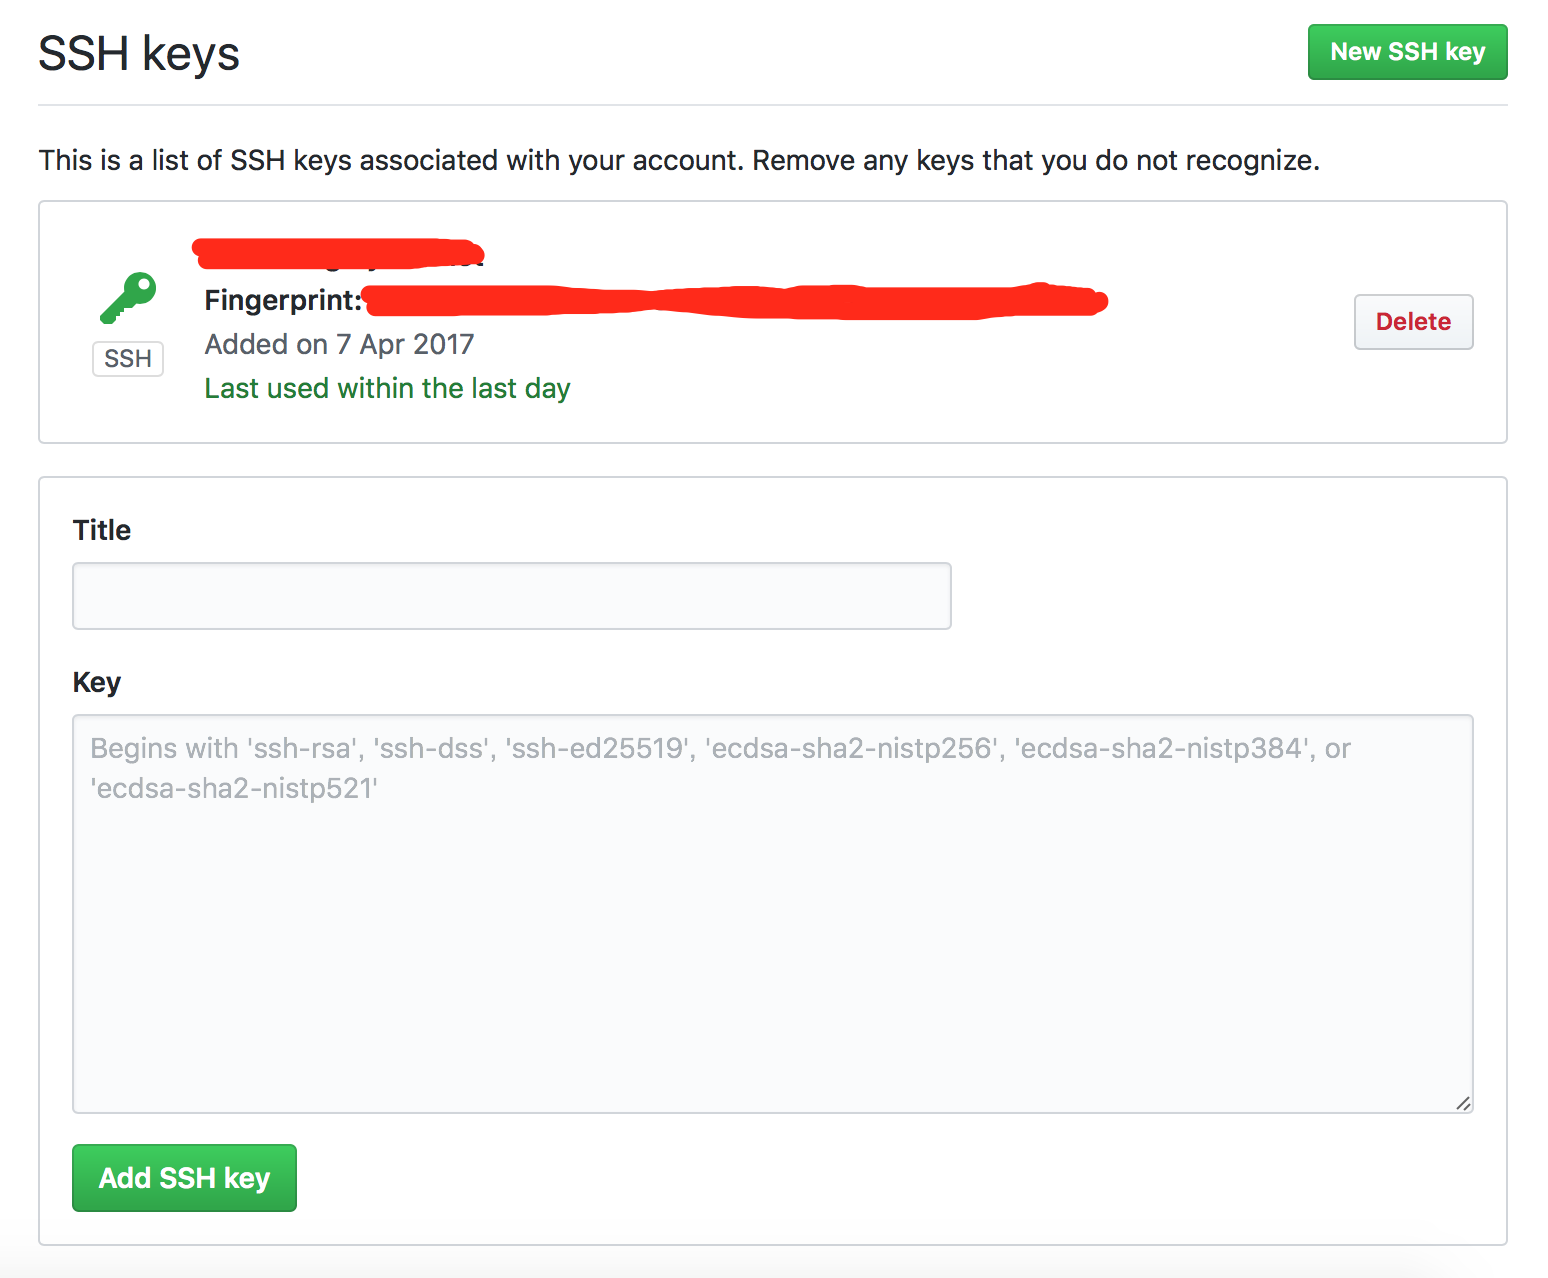 SSH keys
New SSH key
This is a list of SSH keys associated with your account. Remove any keys that you do not recognize.
Fingerprint:
Added on 7 Apr 2017
Last used within the last day
SSH
Delete
Title
Key
Begins with 'ssh-rsa', 'ssh-dss', 'ssh-ed25519', 'ecdsa-sha2-nistp256', 'ecdsa-sha2-nistp384', or
'ecdsa-sha2-nistp521'
Add SSH key